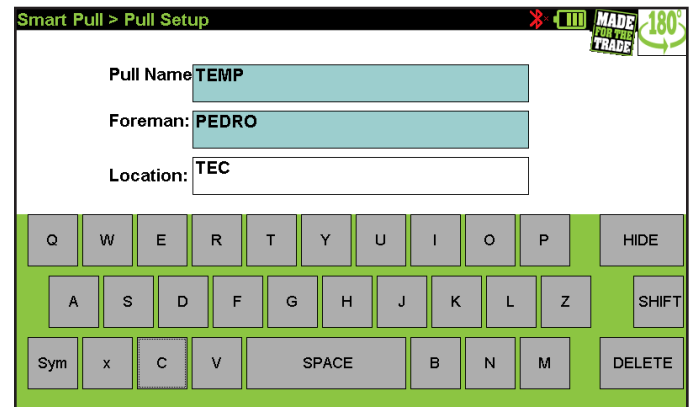 Smart Pull > Pull Setup
MADE
FOR THE
TRADE
180°
Pull Name TEMP
Foreman: PEDRO
Location: TEC
Q W E R T Y U I O P HIDE
A S D F G H J K L Z SHIFT
Sym x C V SPACE B N M DELETE